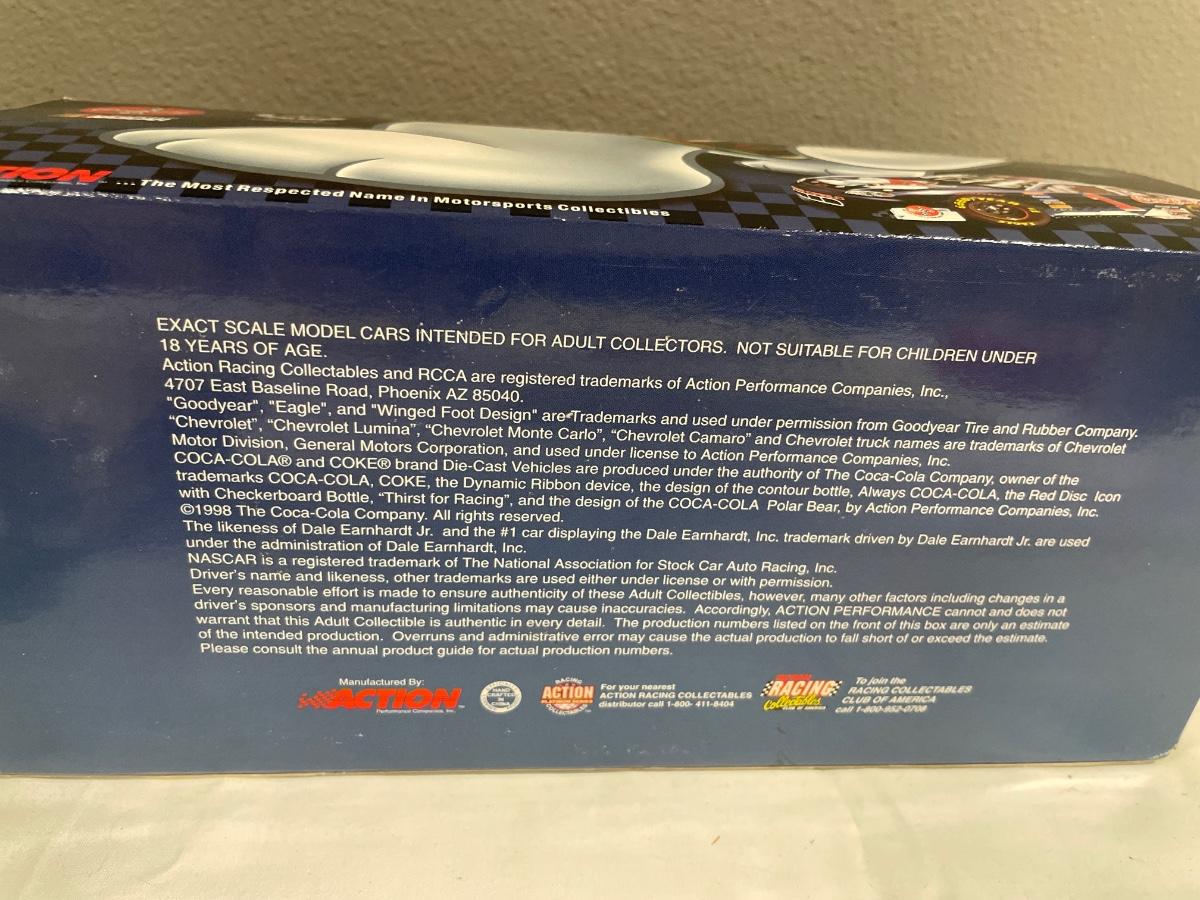 TION
...The Most Respected Name In Motorsports Collectibles
EXACT SCALE MODEL CARS INTENDED FOR ADULT COLLECTORS. NOT SUITABLE FOR CHILDREN UNDER
18 YEARS OF AGE.
Action Racing Collectables and RCCA are registered trademarks of Action Performance Companies, Inc.,
4707 East Baseline Road, Phoenix AZ 85040.
"Goodyear", "Eagle", and "Winged Foot Design" are Trademarks and used under permission from Goodyear Tire and Rubber Company.
“Chevrolet”, “Chevrolet Lumina”, “Chevrolet Monte Carlo”, “Chevrolet Camaro” and Chevrolet truck names are trademarks of Chevrolet
Motor Division, General Motors Corporation, and used under license to Action Performance Companies, Inc.
COCA-COLA® and COKE® brand Die-Cast Vehicles are produced under the authority of The Coca-Cola Company, owner of the
trademarks COCA-COLA, COKE, the Dynamic Ribbon device, the design of the contour bottle, Always COCA-COLA, the Red Disc Icon
with Checkerboard Bottle, “Thirst for Racing”, and the design of the COCA-COLA Polar Bear, by Action Performance Companies, Inc.
©1998 The Coca-Cola Company. All rights reserved.
The likeness of Dale Earnhardt Jr. and the #1 car displaying the Dale Earnhardt, Inc. trademark driven by Dale Earnhardt Jr. are used
under the administration of Dale Earnhardt, Inc.
NASCAR is a registered trademark of The National Association for Stock Car Auto Racing, Inc.
Driver's name and likeness, other trademarks are used either under license or with permission.
Every reasonable effort is made to ensure authenticity of these Adult Collectibles, however, many other factors including changes in a
driver's sponsors and manufacturing limitations may cause inaccuracies. Accordingly, ACTION PERFORMANCE cannot and does not
warrant that this Adult Collectible is authentic in every detail. The production numbers listed on the front of this box are only an estimate
of the intended production. Overruns and administrative error may cause the actual production to fall short of or exceed the estimate.
Please consult the annual product guide for actual production numbers.
Manufactured By:
ACTION
Performance Companies, Inc.
HAND
CRAFTED
IN
CHINA
RACING
ACTION
PLATINUM SERIES
COLLECTABLES
For your nearest
ACTION RACING COLLECTABLES
distributor call 1-800- 411-8404
RACING
Collectables
CLUB OF AMERICA
To join the
RACING COLLECTABLES
CLUB OF AMERICA
call 1-800-952-0708